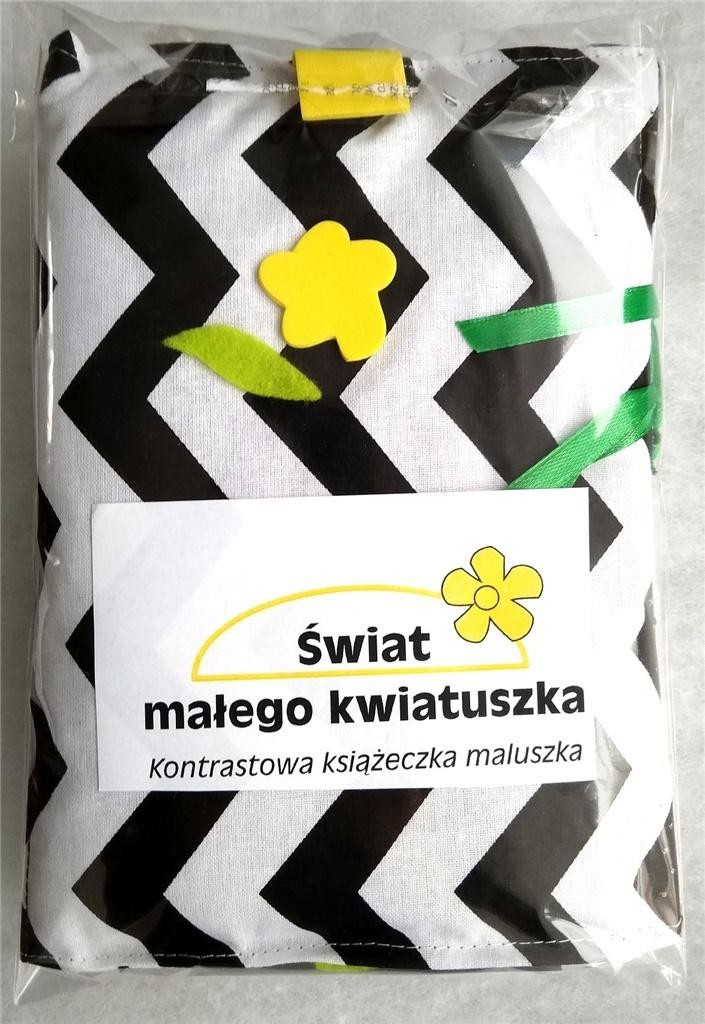 Świat
małego kwiatuszka
Kontrastowa książeczka maluszka